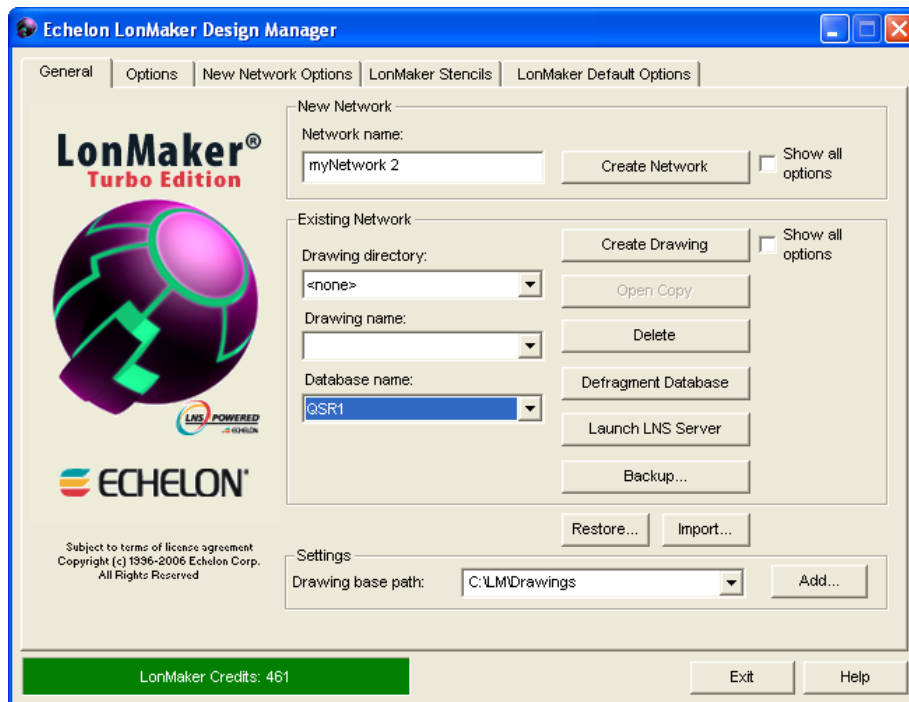 Echelon LonMaker Design Manager
General
Options
New Network Options
LonMaker Stencils
LonMaker Default Options
LonMaker®
Turbo Edition
LNS POWERED
ECHELON
ECHELON
Subject to terms of license agreement
Copyright (c) 1996-2006 Echelon Corp.
All Rights Reserved
New Network
Network name:
myNetwork 2
Create Network
Show all
options
Existing Network
Drawing directory:
<none>
Drawing name:
Database name:
QSR1
Create Drawing
Show all
options
Open Copy
Delete
Defragment Database
Launch LNS Server
Backup...
Restore...
Import...
Settings
Drawing base path:
C:\LM\Drawings
Add...
LonMaker Credits: 461
Exit
Help